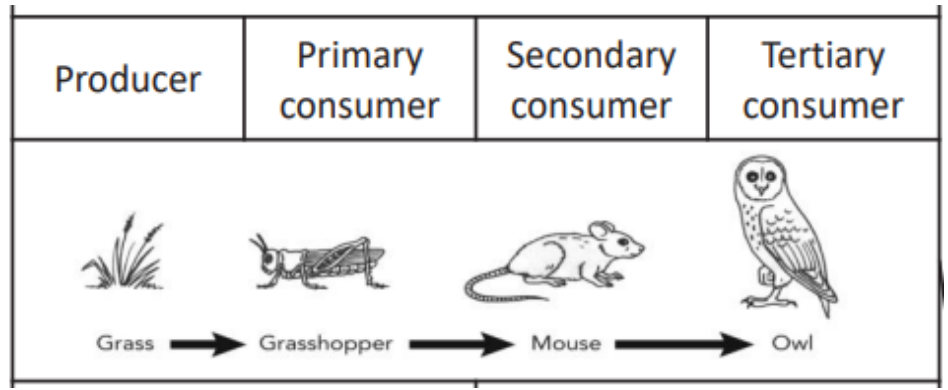 Producer
Primary
consumer
Secondary
consumer
Tertiary
consumer
Grass
Grasshopper
Mouse
Owl